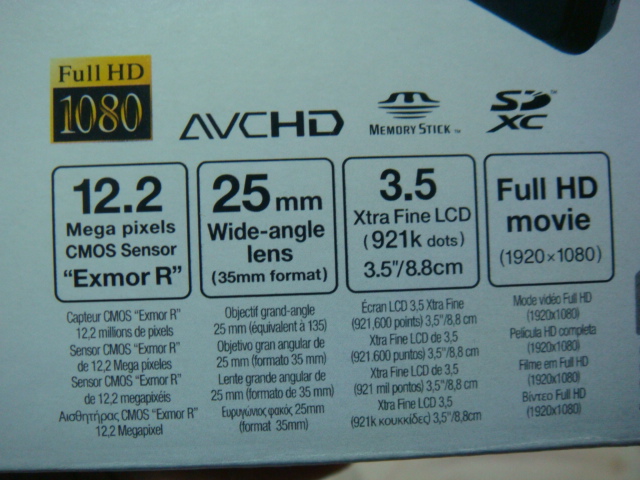 Full HD
1080
AVCHD
MEMORY STICK™
SD XC
12.2
Mega pixels
CMOS Sensor
“Exmor R”
25 mm
Wide-angle
lens
(35mm format)
3.5
Xtra Fine LCD
(921k dots)
3.5"/8.8cm
Full HD
movie
(1920×1080)
Capteur CMOS “Exmor R”
12,2 millions de pixels
Sensor CMOS “Exmor R”
de 12,2 Mega píxeles
Sensor CMOS “Exmor R”
de 12,2 megapixéis
Αισθητήρας CMOS “Exmor R”
12,2 Megapixel
Objectif grand-angle
25 mm (équivalent à 135)
Objetivo gran angular de
25 mm (formato 35 mm)
Lente grande angular de
25 mm (formato de 35 mm)
Ευρυγώνιος φακός 25mm
(format 35mm)
Écran LCD 3,5 Xtra Fine
(921,600 points) 3,5"/8,8 cm
Xtra Fine LCD de 3,5
(921.600 puntos) 3,5"/8,8 cm
Xtra Fine LCD de 3,5
(921 mil pontos) 3,5"/8,8 cm
Xtra Fine LCD 3,5
(921k κουκκίδες) 3,5"/8,8cm
Mode vidéo Full HD
(1920x1080)
Película HD completa
(1920x1080)
Filme em Full HD
(1920x1080)
Βίντεο Full HD
(1920x1080)